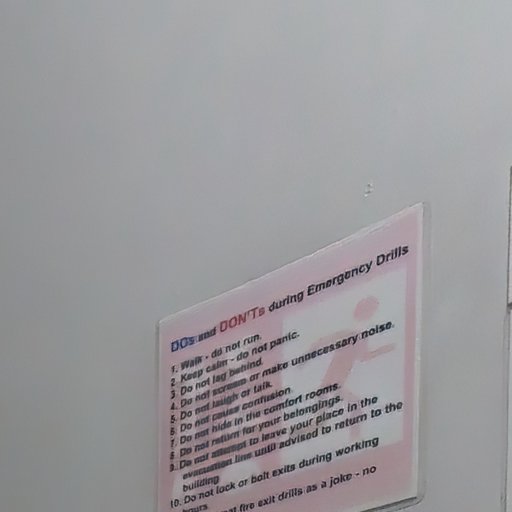 DOs and DON'Ts during Emergency Drills
1. Walk - do not run.
2. Keep calm - do not panic.
3. Do not lag behind.
4. Do not scream or make unnecessary noise.
5. Do not laugh or talk.
6. Do not cause confusion.
7. Do not hide in the comfort rooms.
8. Do not return for your belongings.
9. Do not attempt to leave your place in the
evacuation line until advised to return to the
building.
10. Do not lock or bolt exits during working
hours.
fire exit drills as a joke - no